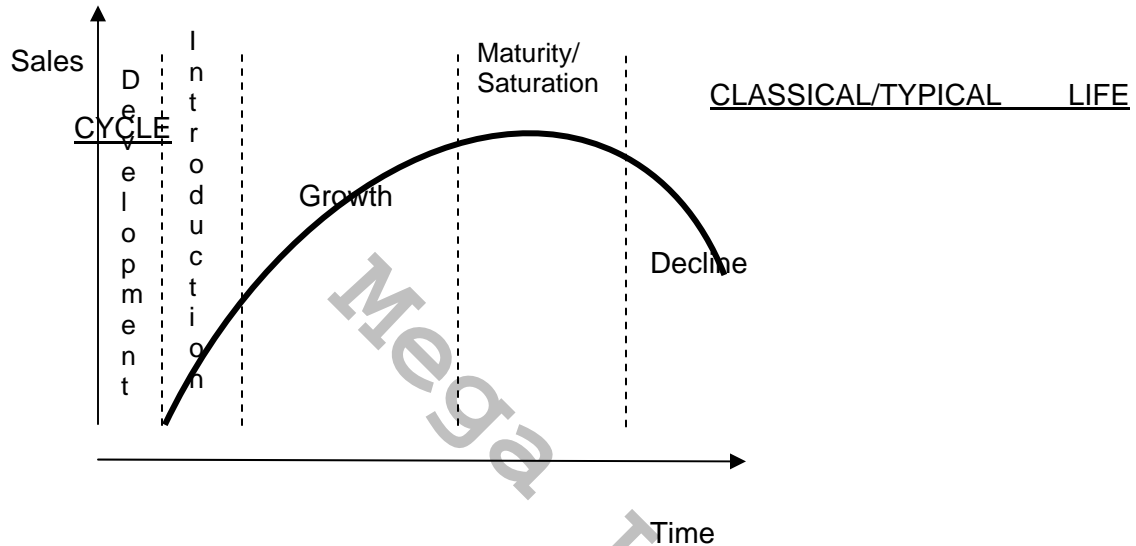 Sales
Development
Introduction
Maturity/
Saturation
CLASSICAL/TYPICAL LIFE
CYCLE
Growth
Decline
Mega
Time